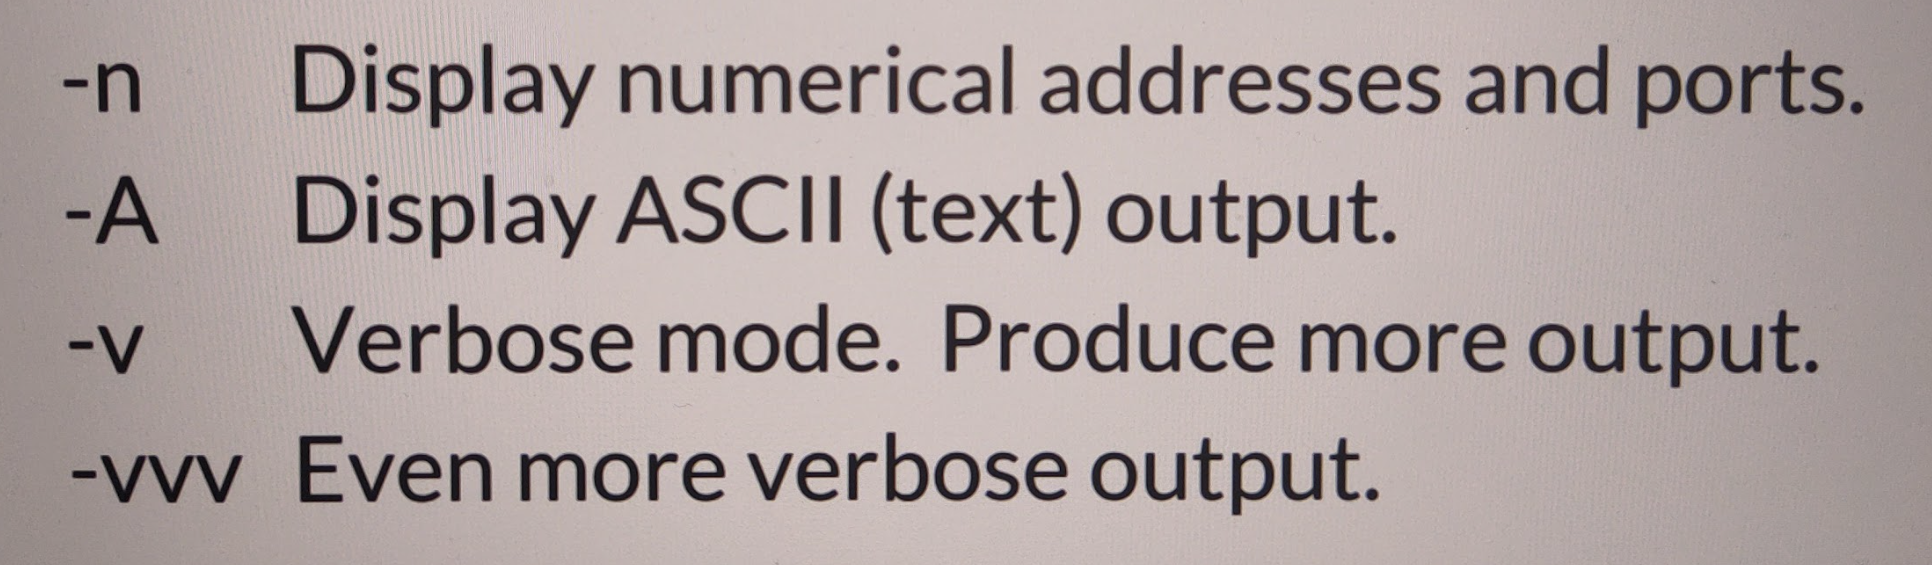 -n Display numerical addresses and ports.
-A Display ASCII (text) output.
-v Verbose mode. Produce more output.
-vvv Even more verbose output.